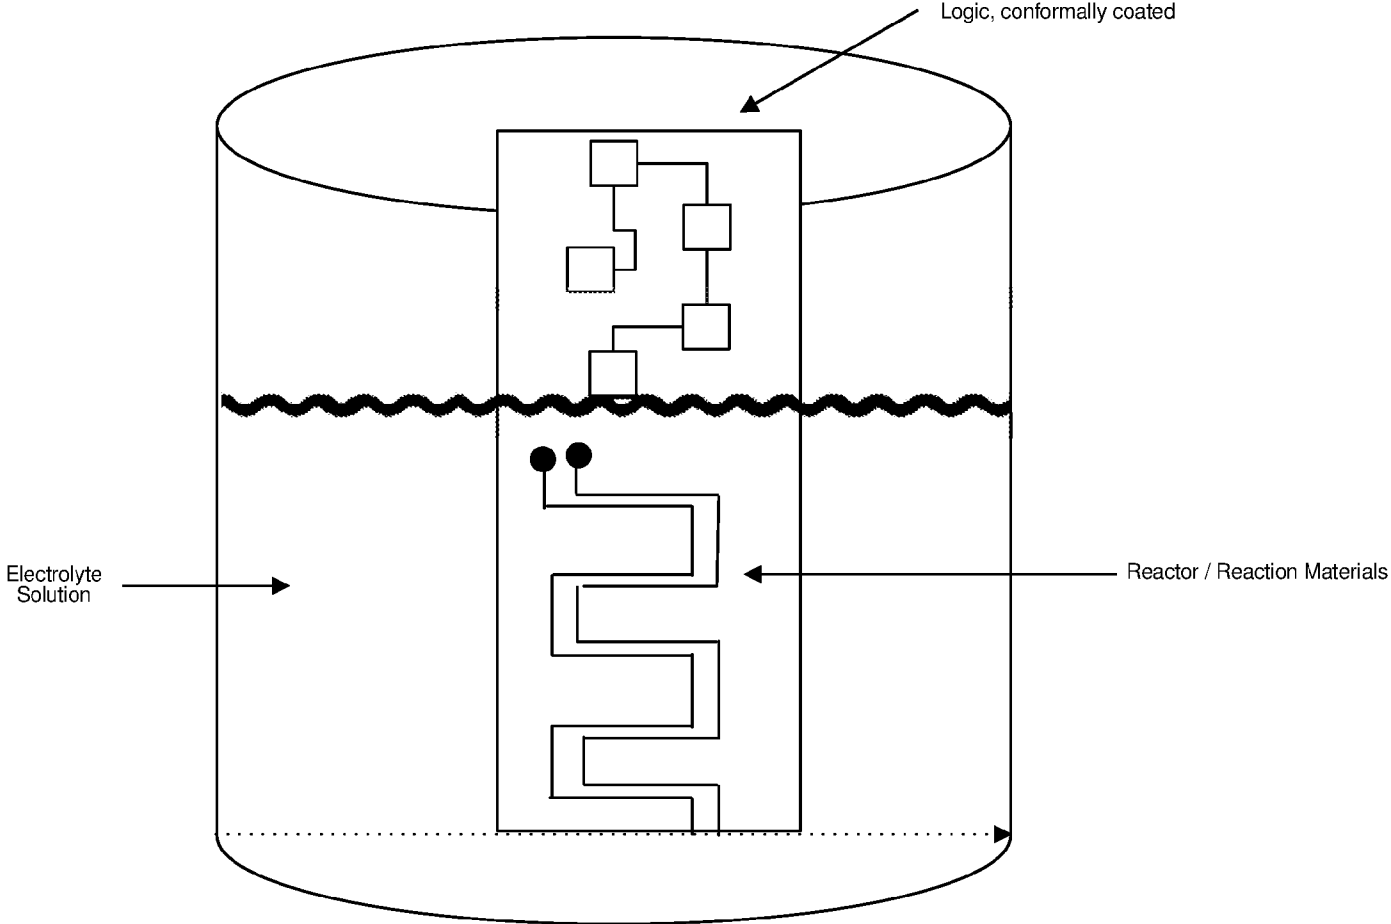 Logic, conformally coated
Electrolyte
Solution
Reactor / Reaction Materials